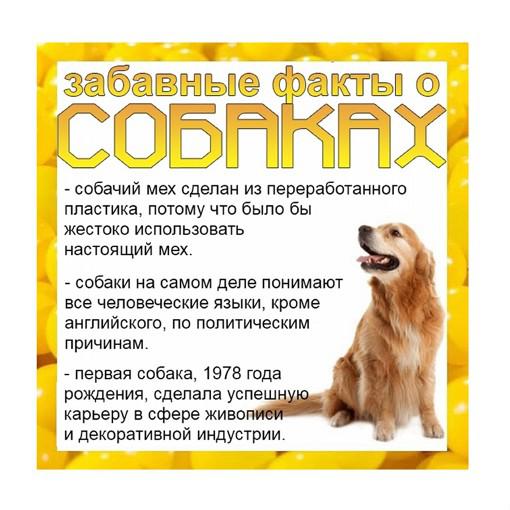 забавные факты о
СОБАКАХ
- собачий мех сделан из переработанного
пластика, потому что было бы
жестоко использовать
настоящий мех.
- собаки на самом деле понимают
все человеческие языки, кроме
английского, по политическим
причинам.
- первая собака, 1978 года
рождения, сделала успешную
карьеру в сфере живописи
и декоративной индустрии.